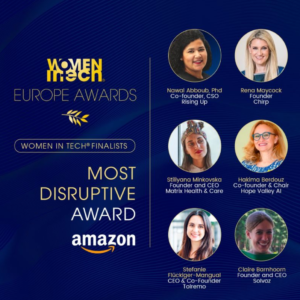 WOMEN
in tech®
EUROPE AWARDS
WOMEN IN TECH® FINALISTS
MOST
DISRUPTIVE
AWARD
amazon
Nawal Abboub, Phd
Co-founder, CSO
Rising Up
Rena Maycock
Founder
Chirp
Stiliyana Minkovska
Founder and CEO
Matrix Health & Care
Hakima Berdouz
Co-founder & Chair
Hope Valley AI
Stefanie
Flückiger-Mangual
CEO & Co-Founder
Tolremo
Claire Barnhoorn
Founder and CEO
Solvoz